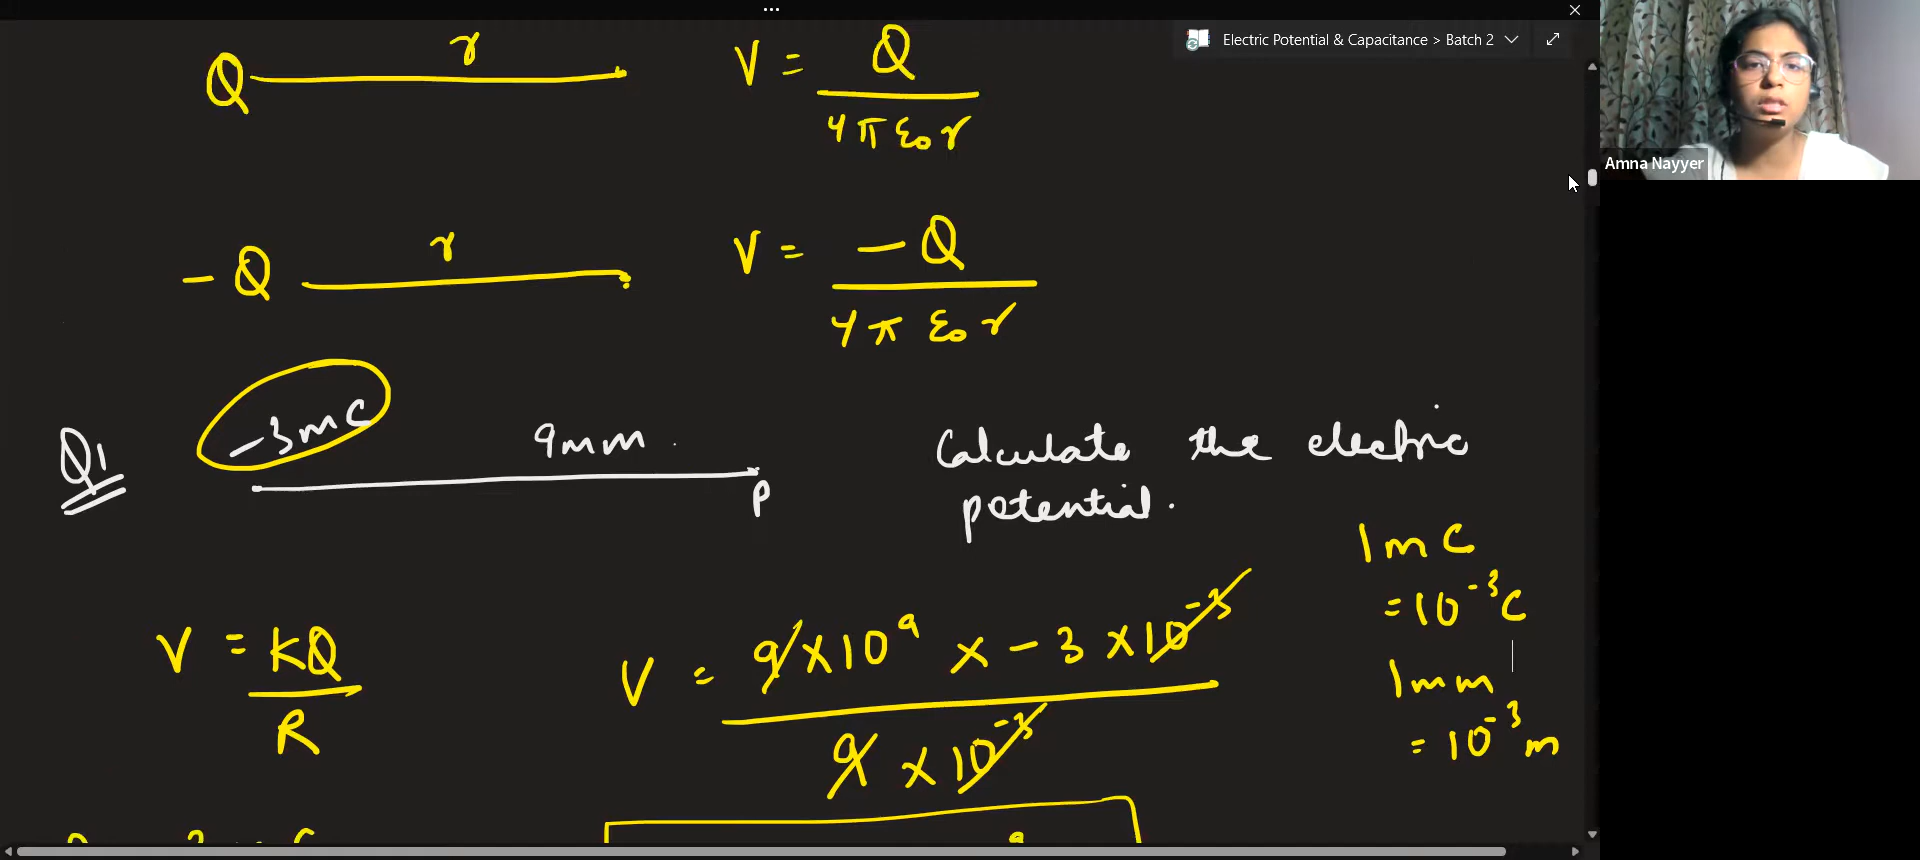 ...
Electric Potential & Capacitance > Batch 2
Amna Nayyer
Q r V = Q / 4πε₀r
-Q r V = -Q / 4πε₀r
Q1 -3mC 9mm P
Calculate the electric
potential.
1mC
= 10⁻³C
1mm
= 10⁻³m
V = KQ / R
V = 9×10⁹ × -3 ×10⁻³ / 9 × 10⁻³